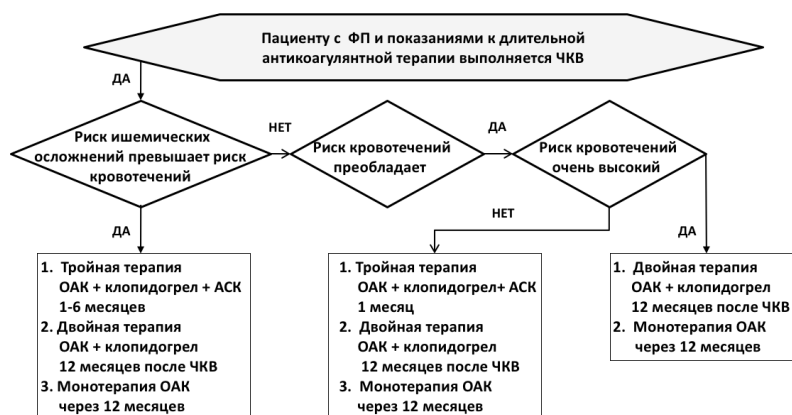 Пациенту с ФП и показаниями к длительной
антикоагулянтной терапии выполняется ЧКВ
ДА
Риск ишемических
осложнений превышает риск
кровотечений
НЕТ
Риск кровотечений
преобладает
ДА
Риск кровотечений
очень высокий
ДА
НЕТ
ДА
1. Тройная терапия
ОАК + клопидогрел + АСК
1-6 месяцев
2. Двойная терапия
ОАК + клопидогрел
12 месяцев после ЧКВ
3. Монотерапия ОАК
через 12 месяцев
1. Тройная терапия
ОАК + клопидогрел+ АСК
1 месяц
2. Двойная терапия
ОАК + клопидогрел
12 месяцев после ЧКВ
3. Монотерапия ОАК
через 12 месяцев
1. Двойная терапия
ОАК + клопидогрел
12 месяцев после ЧКВ
2. Монотерапия ОАК
через 12 месяцев